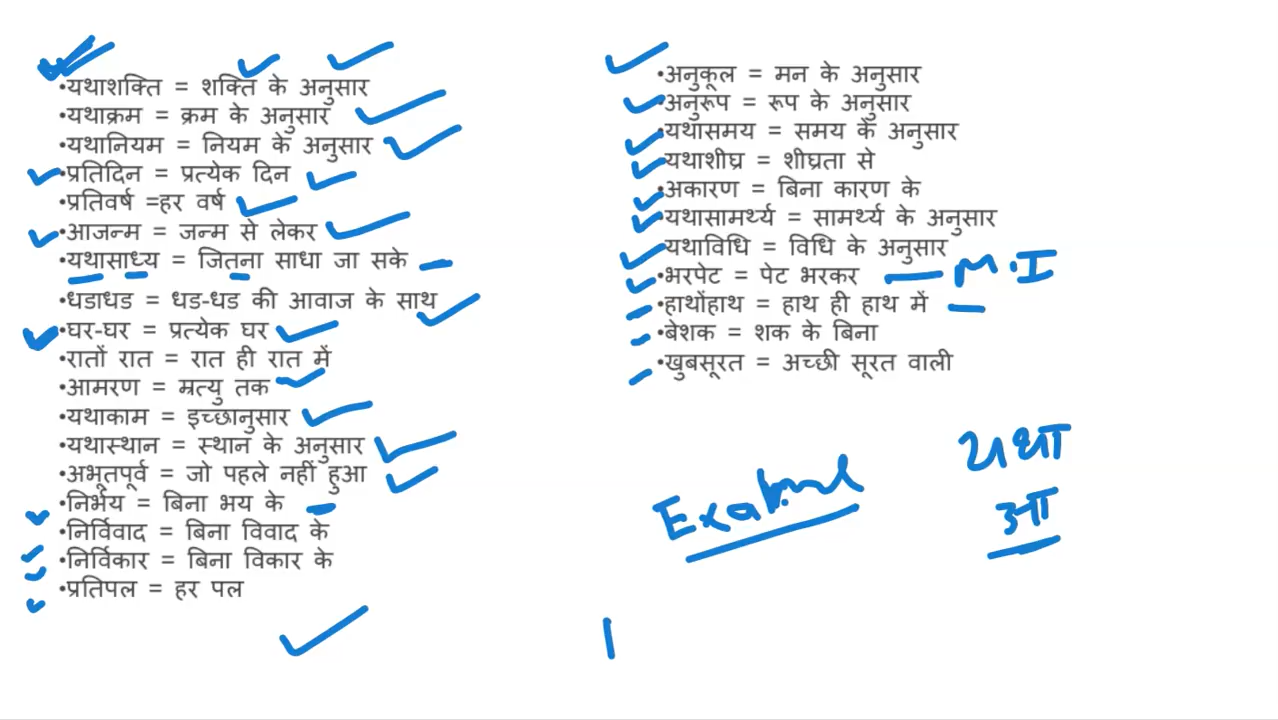 •यथाशक्ति = शक्ति के अनुसार
•यथाक्रम = क्रम के अनुसार
•यथानियम = नियम के अनुसार
•प्रतिदिन = प्रत्येक दिन
•प्रतिवर्ष =हर वर्ष
•आजन्म = जन्म से लेकर
•यथासाध्य = जितना साधा जा सके
•धडाधड = धड-धड की आवाज के साथ
•घर-घर = प्रत्येक घर
•रातों रात = रात ही रात में
•आमरण = म्रत्यु तक
•यथाकाम = इच्छानुसार
•यथास्थान = स्थान के अनुसार
•अभूतपूर्व = जो पहले नहीं हुआ
•निर्भय = बिना भय के
•निर्विवाद = बिना विवाद के
•निर्विकार = बिना विकार के
•प्रतिपल = हर पल
•अनुकूल = मन के अनुसार
•अनुरूप = रूप के अनुसार
•यथासमय = समय के अनुसार
•यथाशीघ्र = शीघ्रता से
•अकारण = बिना कारण के
•यथासामर्थ्य = सामर्थ्य के अनुसार
•यथाविधि = विधि के अनुसार
•भरपेट = पेट भरकर M.I
•हाथोंहाथ = हाथ ही हाथ में
•बेशक = शक के बिना
•खुबसूरत = अच्छी सूरत वाली
यथा
आ